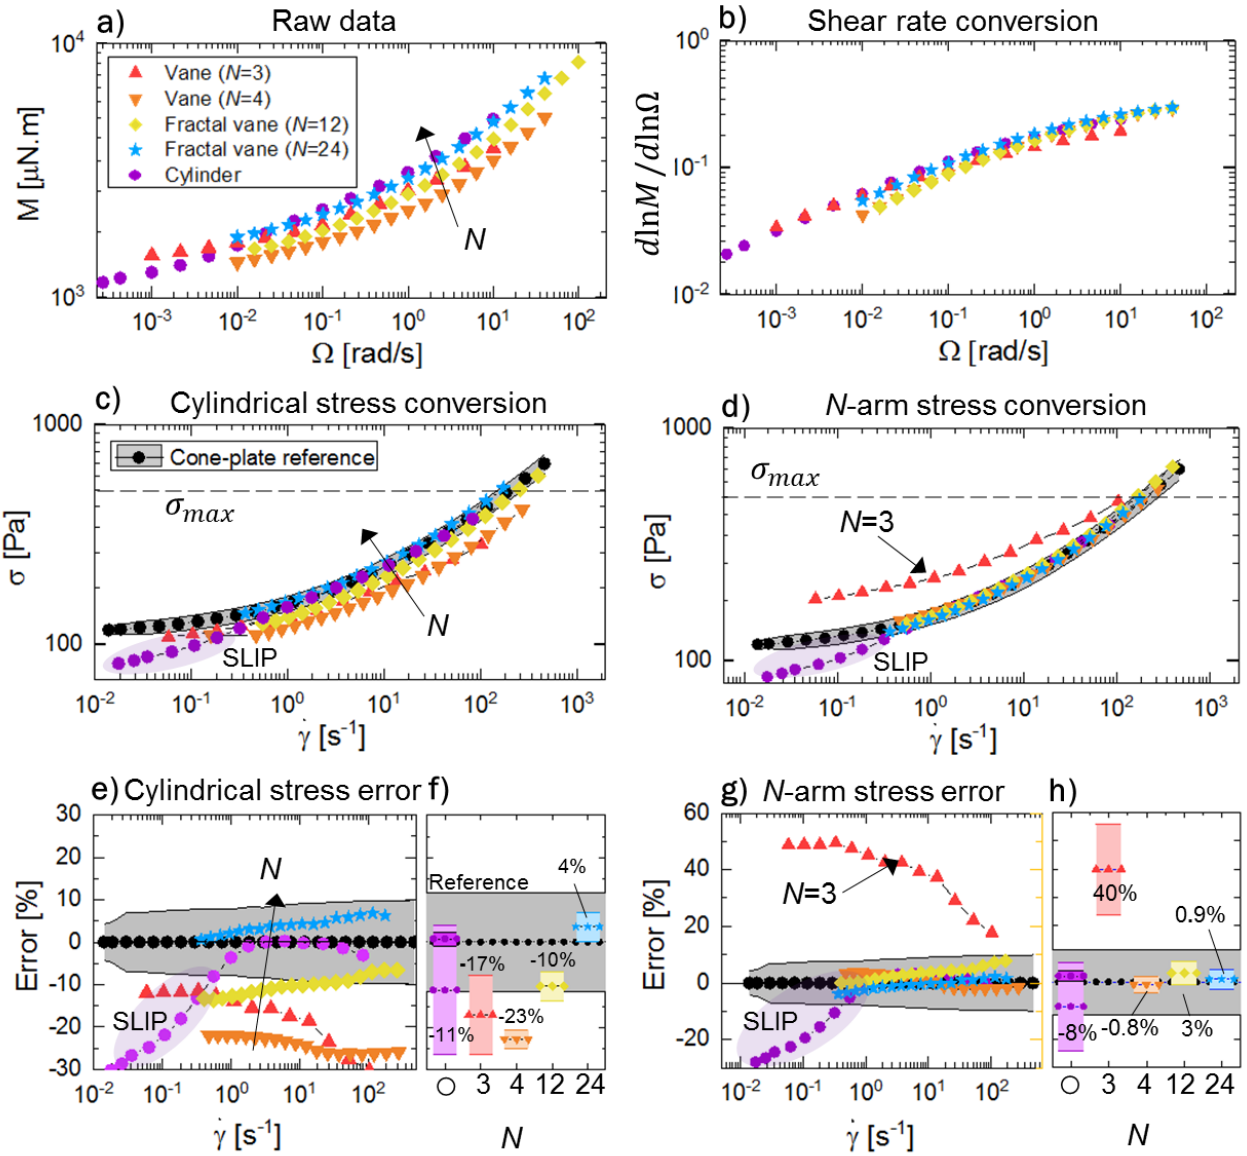 a) Raw data
10^4
10^3
M [µN.m]
Vane (N=3)
Vane (N=4)
Fractal vane (N=12)
Fractal vane (N=24)
Cylinder
N
10^-3 10^-2 10^-1 10^0 10^1 10^2
Ω [rad/s]
b) Shear rate conversion
10^0
10^-1
10^-2
dlnM /dlnΩ
10^-3 10^-2 10^-1 10^0 10^1 10^2
Ω [rad/s]
c) Cylindrical stress conversion
1000
100
σ [Pa]
Cone-plate reference
σmax
N
SLIP
10^-2 10^-1 10^0 10^1 10^2 10^3
γ̇ [s^-1]
d) N-arm stress conversion
1000
100
σ [Pa]
σmax
N=3
SLIP
10^-2 10^-1 10^0 10^1 10^2 10^3
γ̇ [s^-1]
e) Cylindrical stress error
30
20
10
0
-10
-20
-30
Error [%]
N
SLIP
10^-2 10^-1 10^0 10^1 10^2
γ̇ [s^-1]
f)
Reference
4%
-17%
-10%
-23%
-11%
3 4 12 24
N
g) N-arm stress error
60
40
20
0
-20
Error [%]
N=3
SLIP
10^-2 10^-1 10^0 10^1 10^2
γ̇ [s^-1]
h)
40%
0.9%
-8%
-0.8%
3%
3 4 12 24
N